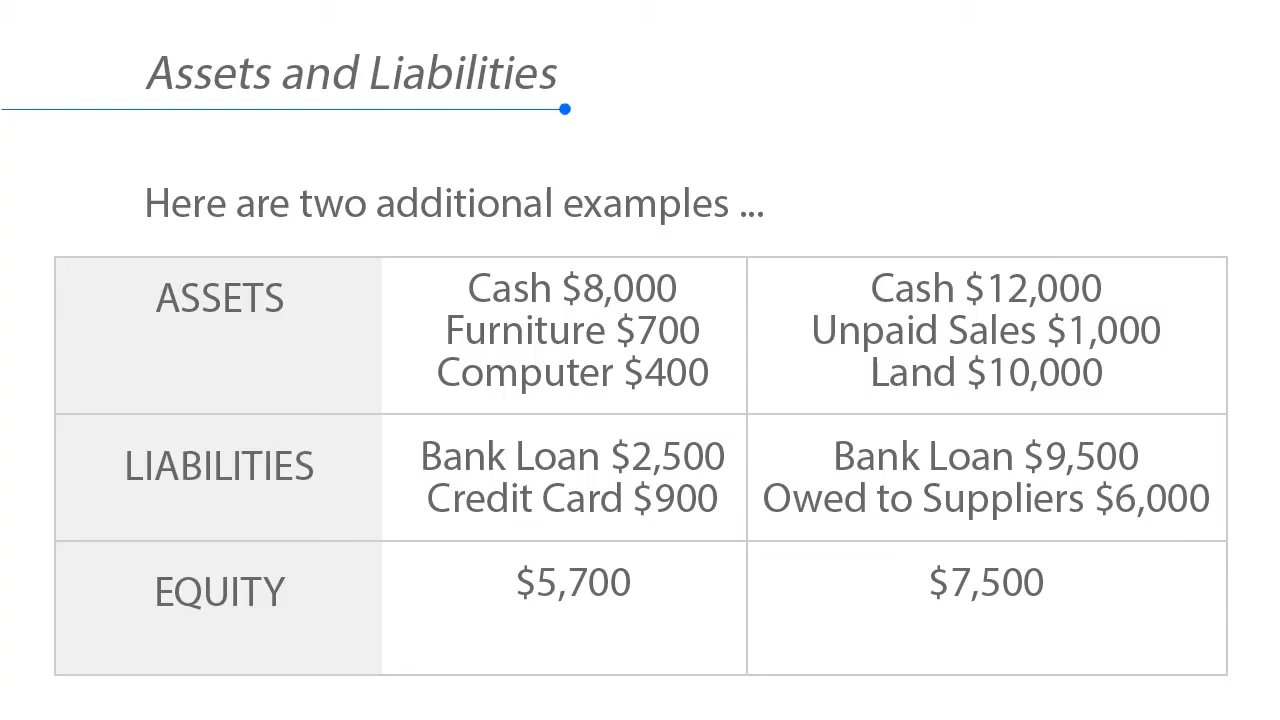 Assets and Liabilities
Here are two additional examples ...
ASSETS
Cash $8,000
Furniture $700
Computer $400
Cash $12,000
Unpaid Sales $1,000
Land $10,000
LIABILITIES
Bank Loan $2,500
Credit Card $900
Bank Loan $9,500
Owed to Suppliers $6,000
EQUITY
$5,700
$7,500